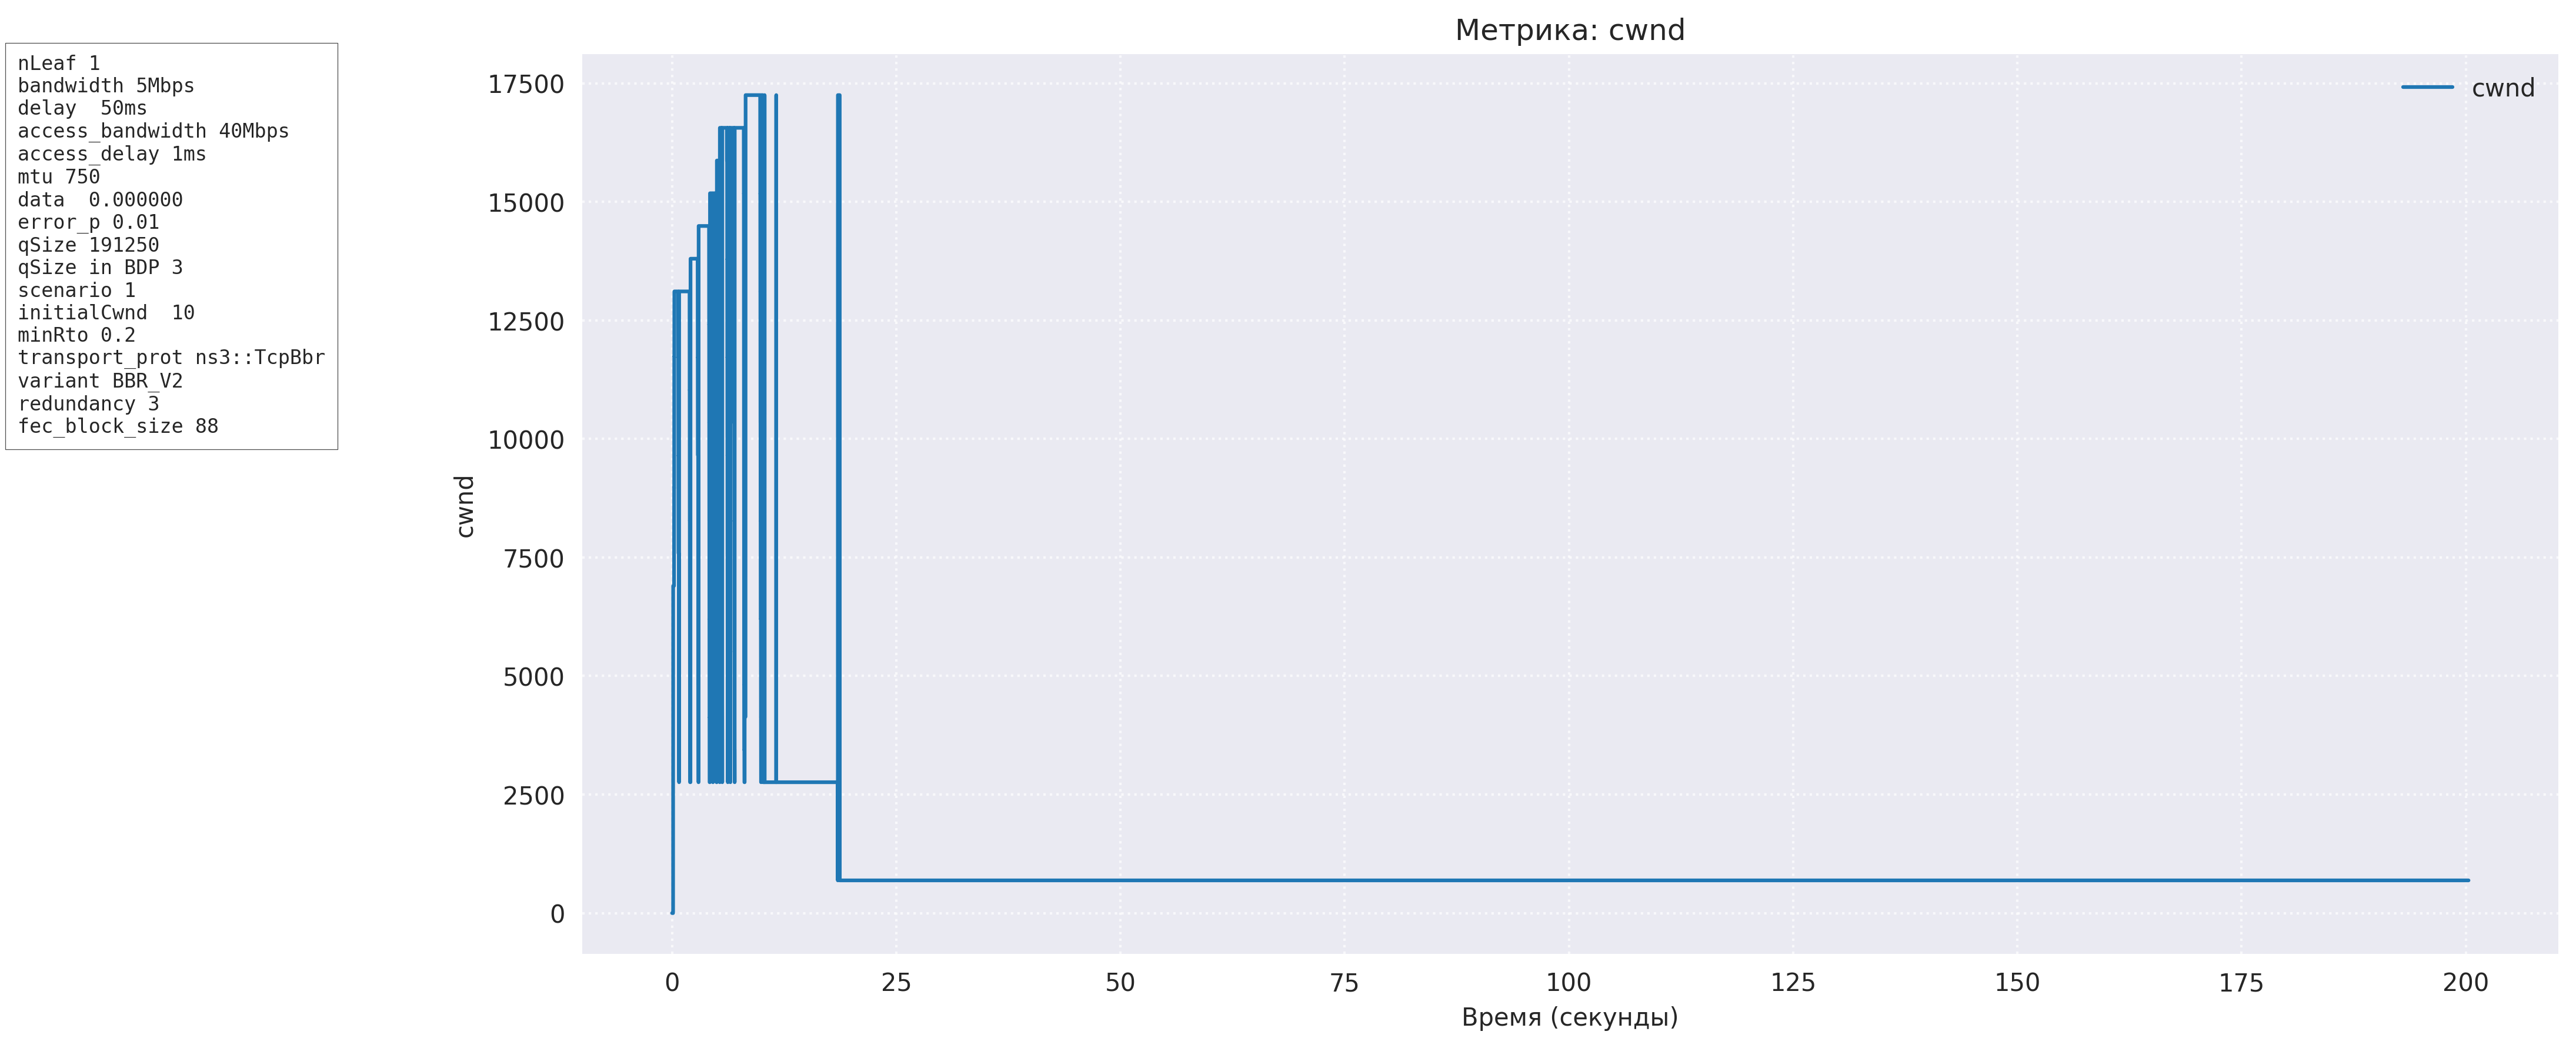 Метрика: cwnd
nLeaf 1
bandwidth 5Mbps
delay  50ms
access_bandwidth 40Mbps
access_delay 1ms
mtu 750
data  0.000000
error_p 0.01
qSize 191250
qSize in BDP 3
scenario 1
initialCwnd  10
minRto 0.2
transport_prot ns3::TcpBbr
variant BBR_V2
redundancy 3
fec_block_size 88
cwnd
17500
15000
12500
10000
7500
5000
2500
0
cwnd
0 25 50 75 100 125 150 175 200
Время (секунды)